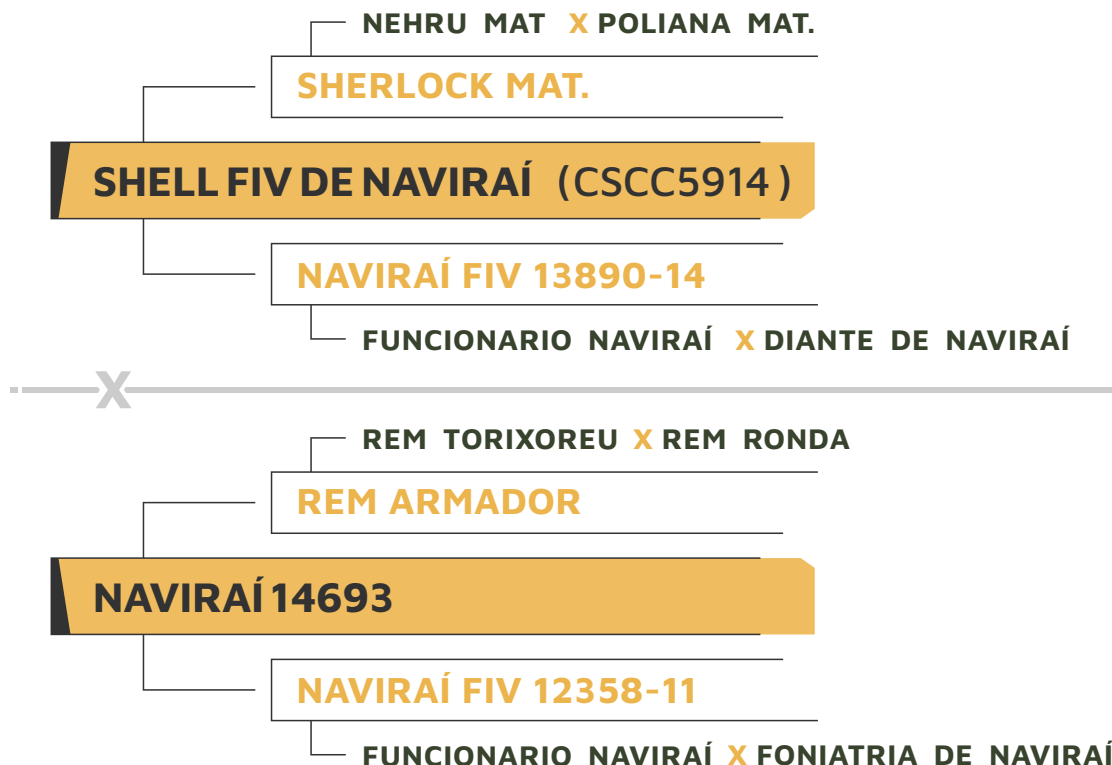 NEHRU MAT X POLIANA MAT.
SHERLOCK MAT.
SHELL FIV DE NAVIRAÍ (CSCC5914 )
NAVIRAÍ FIV 13890-14
FUNCIONARIO NAVIRAÍ X DIANTE DE NAVIRAÍ
X
REM TORIXOREU X REM RONDA
REM ARMADOR
NAVIRAÍ 14693
NAVIRAÍ FIV 12358-11
FUNCIONARIO NAVIRAÍ X FONIATRIA DE NAVIRAÍ